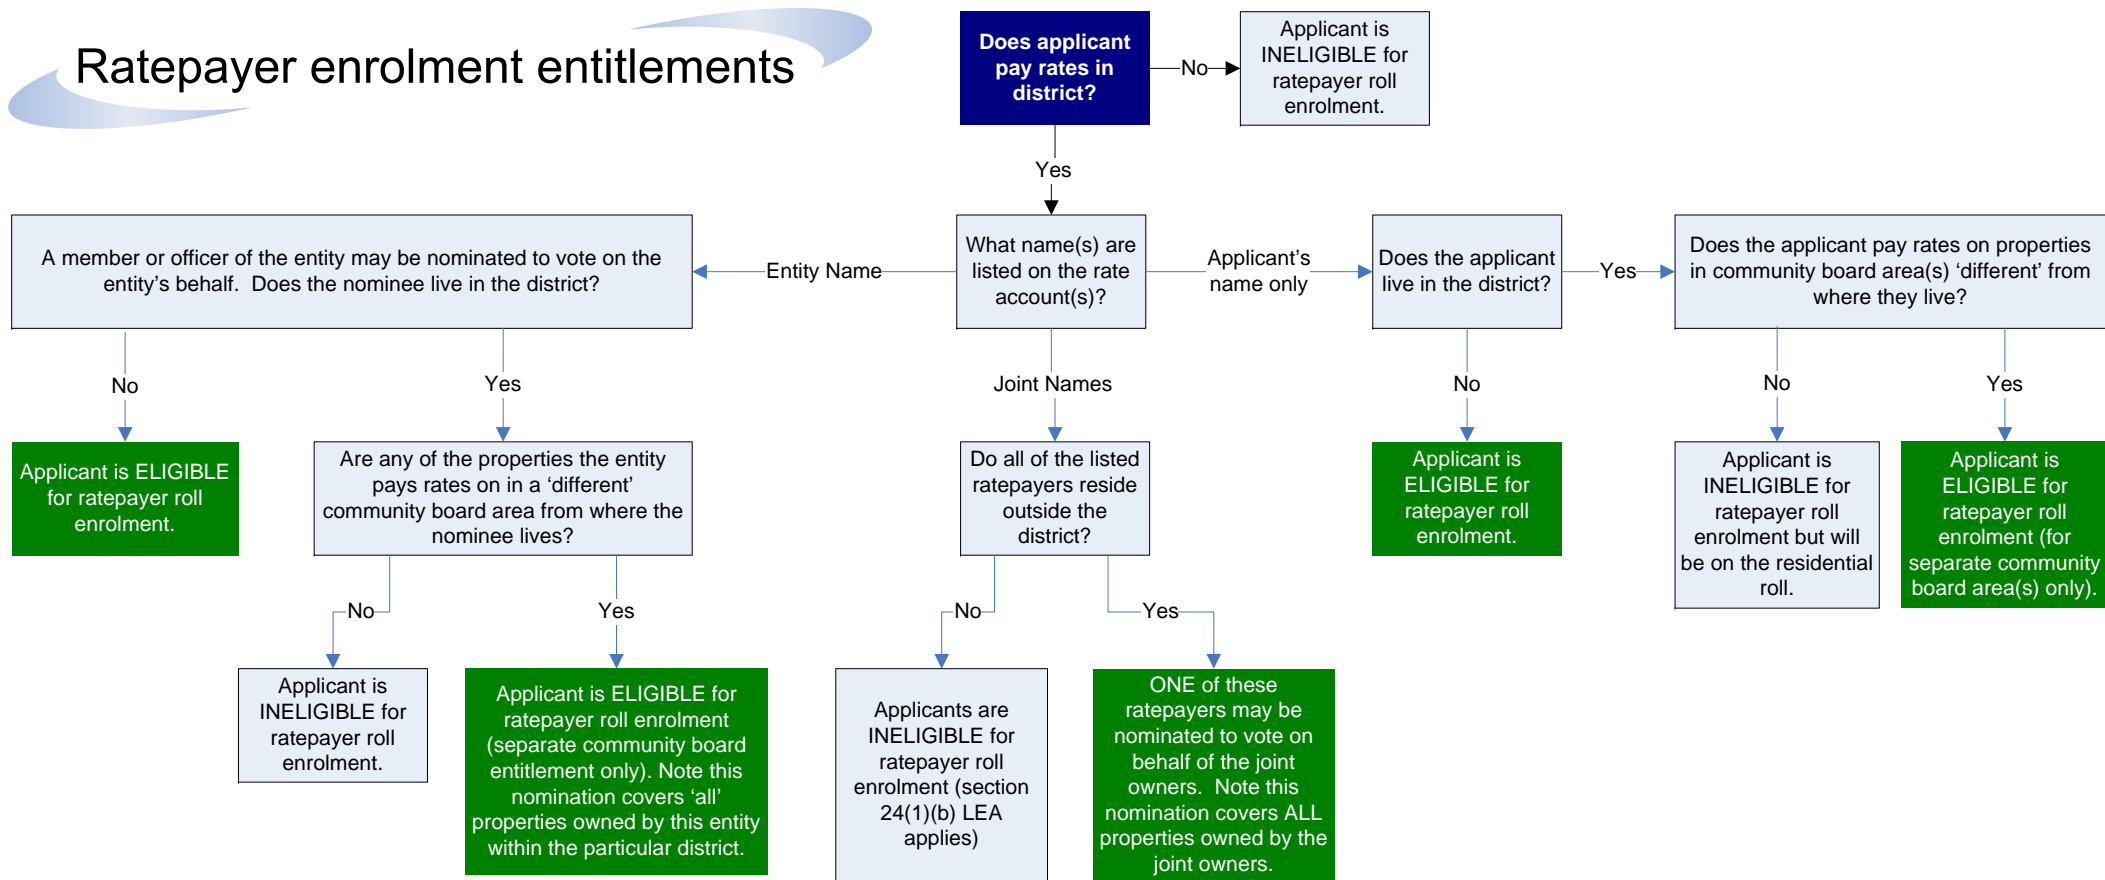 Ratepayer enrolment entitlements
Does applicant
pay rates in
district?
No
Applicant is
INELIGIBLE for
ratepayer roll
enrolment.
Yes
A member or officer of the entity may be nominated to vote on the
entity’s behalf.  Does the nominee live in the district?
Entity Name
What name(s) are
listed on the rate
account(s)?
Applicant’s
name only
Does the applicant
live in the district?
Yes
Does the applicant pay rates on properties
in community board area(s) ‘different’ from
where they live?
No
Yes
Joint Names
No
No
Yes
Applicant is ELIGIBLE
for ratepayer roll
enrolment.
Are any of the properties the entity
pays rates on in a ‘different’
community board area from where the
nominee lives?
Do all of the listed
ratepayers reside
outside the
district?
Applicant is
ELIGIBLE for
ratepayer roll
enrolment.
Applicant is
INELIGIBLE for
ratepayer roll
enrolment but will
be on the residential
roll.
Applicant is
ELIGIBLE for
ratepayer roll
enrolment (for
separate community
board area(s) only).
No
Yes
No
Yes
Applicant is
INELIGIBLE for
ratepayer roll
enrolment.
Applicant is ELIGIBLE for
ratepayer roll enrolment
(separate community board
entitlement only). Note this
nomination covers ‘all’
properties owned by this entity
within the particular district.
Applicants are
INELIGIBLE for
ratepayer roll
enrolment (section
24(1)(b) LEA
applies)
ONE of these
ratepayers may be
nominated to vote on
behalf of the joint
owners.  Note this
nomination covers ALL
properties owned by the
joint owners.